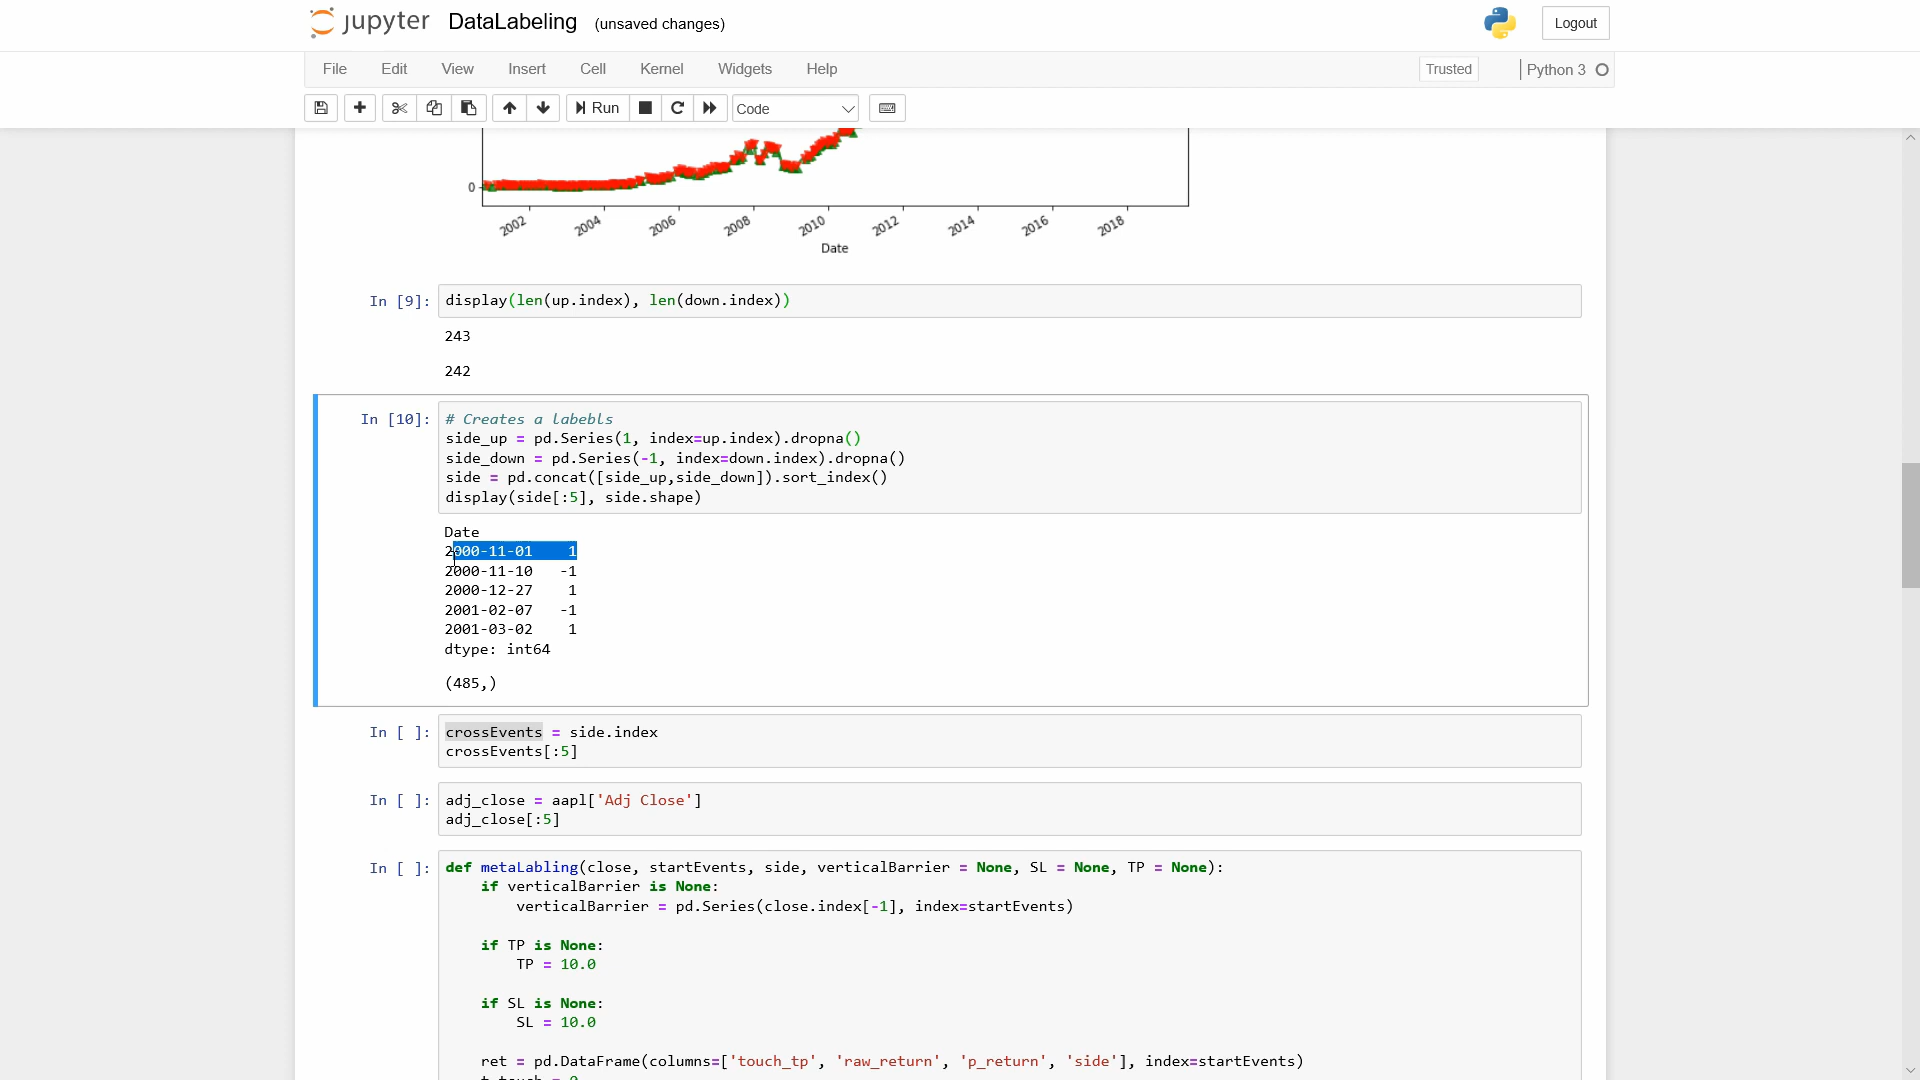 jupyter DataLabeling (unsaved changes) Logout
File Edit View Insert Cell Kernel Widgets Help Trusted Python 3
Run Code
0
2002 2004 2006 2008 2010 2012 2014 2016 2018
Date
In [9]: display(len(up.index), len(down.index))
243
242
In [10]: # Creates a labebls
side_up = pd.Series(1, index=up.index).dropna()
side_down = pd.Series(-1, index=down.index).dropna()
side = pd.concat([side_up,side_down]).sort_index()
display(side[:5], side.shape)
Date
2000-11-01 1
2000-11-10 -1
2000-12-27 1
2001-02-07 -1
2001-03-02 1
dtype: int64
(485,)
In [ ]: crossEvents = side.index
crossEvents[:5]
In [ ]: adj_close = aapl['Adj Close']
adj_close[:5]
In [ ]: def metaLabling(close, startEvents, side, verticalBarrier = None, SL = None, TP = None):
if verticalBarrier is None:
verticalBarrier = pd.Series(close.index[-1], index=startEvents)
if TP is None:
TP = 10.0
if SL is None:
SL = 10.0
ret = pd.DataFrame(columns=['touch_tp', 'raw_return', 'p_return', 'side'], index=startEvents)